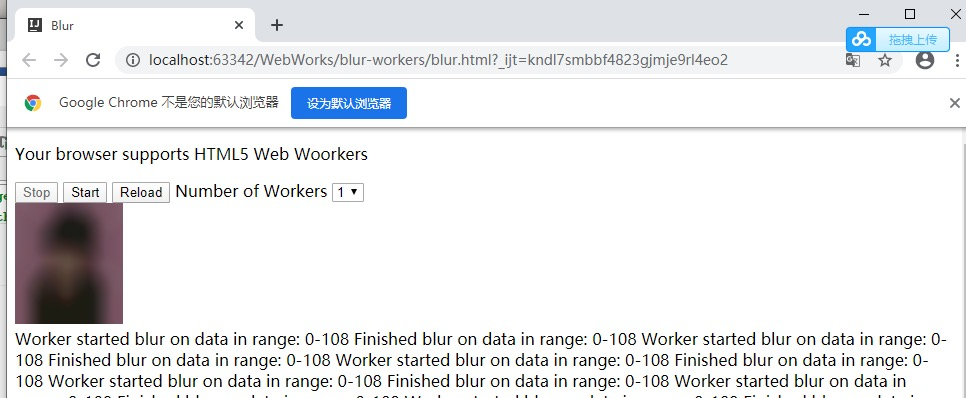 Blur
拖拽上传
localhost:63342/WebWorks/blur-workers/blur.html?_ijt=kndl7smbbf4823gjmje9rl4eo2
Google Chrome 不是您的默认浏览器 设为默认浏览器
Your browser supports HTML5 Web Woorkers
Stop Start Reload Number of Workers 1
Worker started blur on data in range: 0-108 Finished blur on data in range: 0-108 Worker started blur on data in range: 0-
108 Finished blur on data in range: 0-108 Worker started blur on data in range: 0-108 Finished blur on data in range: 0-
108 Worker started blur on data in range: 0-108 Finished blur on data in range: 0-108 Worker started blur on data in